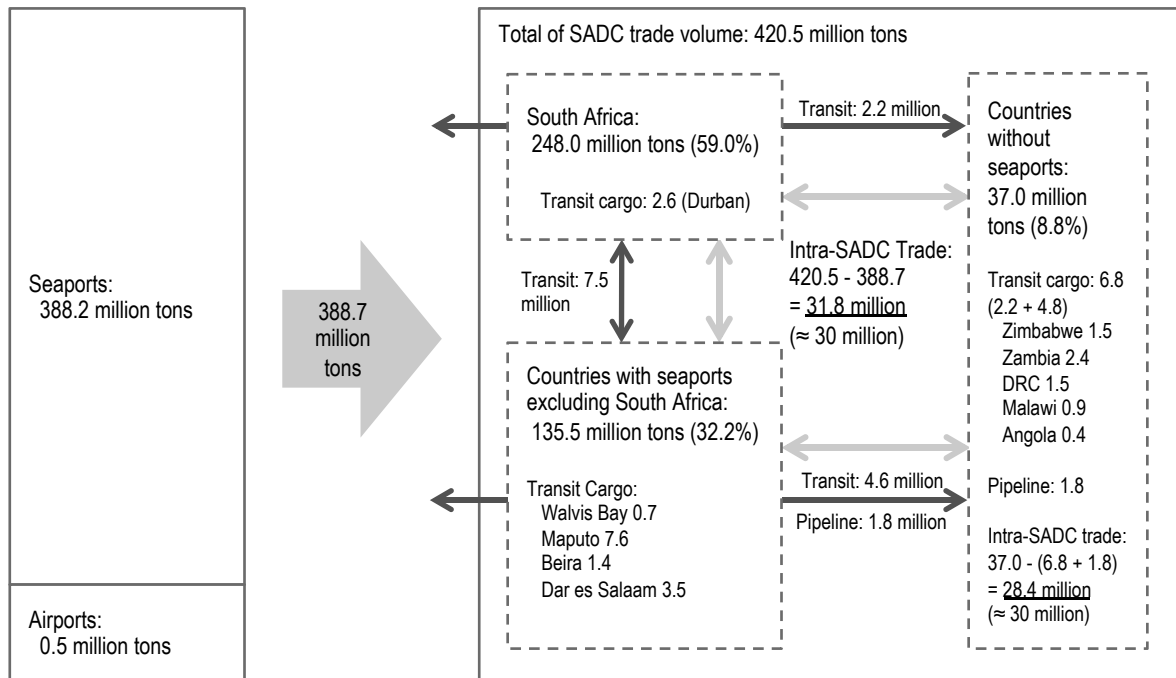 Seaports:
388.2 million tons
Airports:
0.5 million tons
388.7
million
tons
Total of SADC trade volume: 420.5 million tons
South Africa:
248.0 million tons (59.0%)
Transit cargo: 2.6 (Durban)
Transit: 2.2 million
Transit: 7.5
million
Intra-SADC Trade:
420.5 - 388.7
= 31.8 million
(≈ 30 million)
Countries with seaports
excluding South Africa:
135.5 million tons (32.2%)
Transit Cargo:
Walvis Bay 0.7
Maputo 7.6
Beira 1.4
Dar es Salaam 3.5
Transit: 4.6 million
Pipeline: 1.8 million
Countries
without
seaports:
37.0 million
tons (8.8%)
Transit cargo: 6.8
(2.2 + 4.8)
Zimbabwe 1.5
Zambia 2.4
DRC 1.5
Malawi 0.9
Angola 0.4
Pipeline: 1.8
Intra-SADC trade:
37.0 - (6.8 + 1.8)
= 28.4 million
(≈ 30 million)